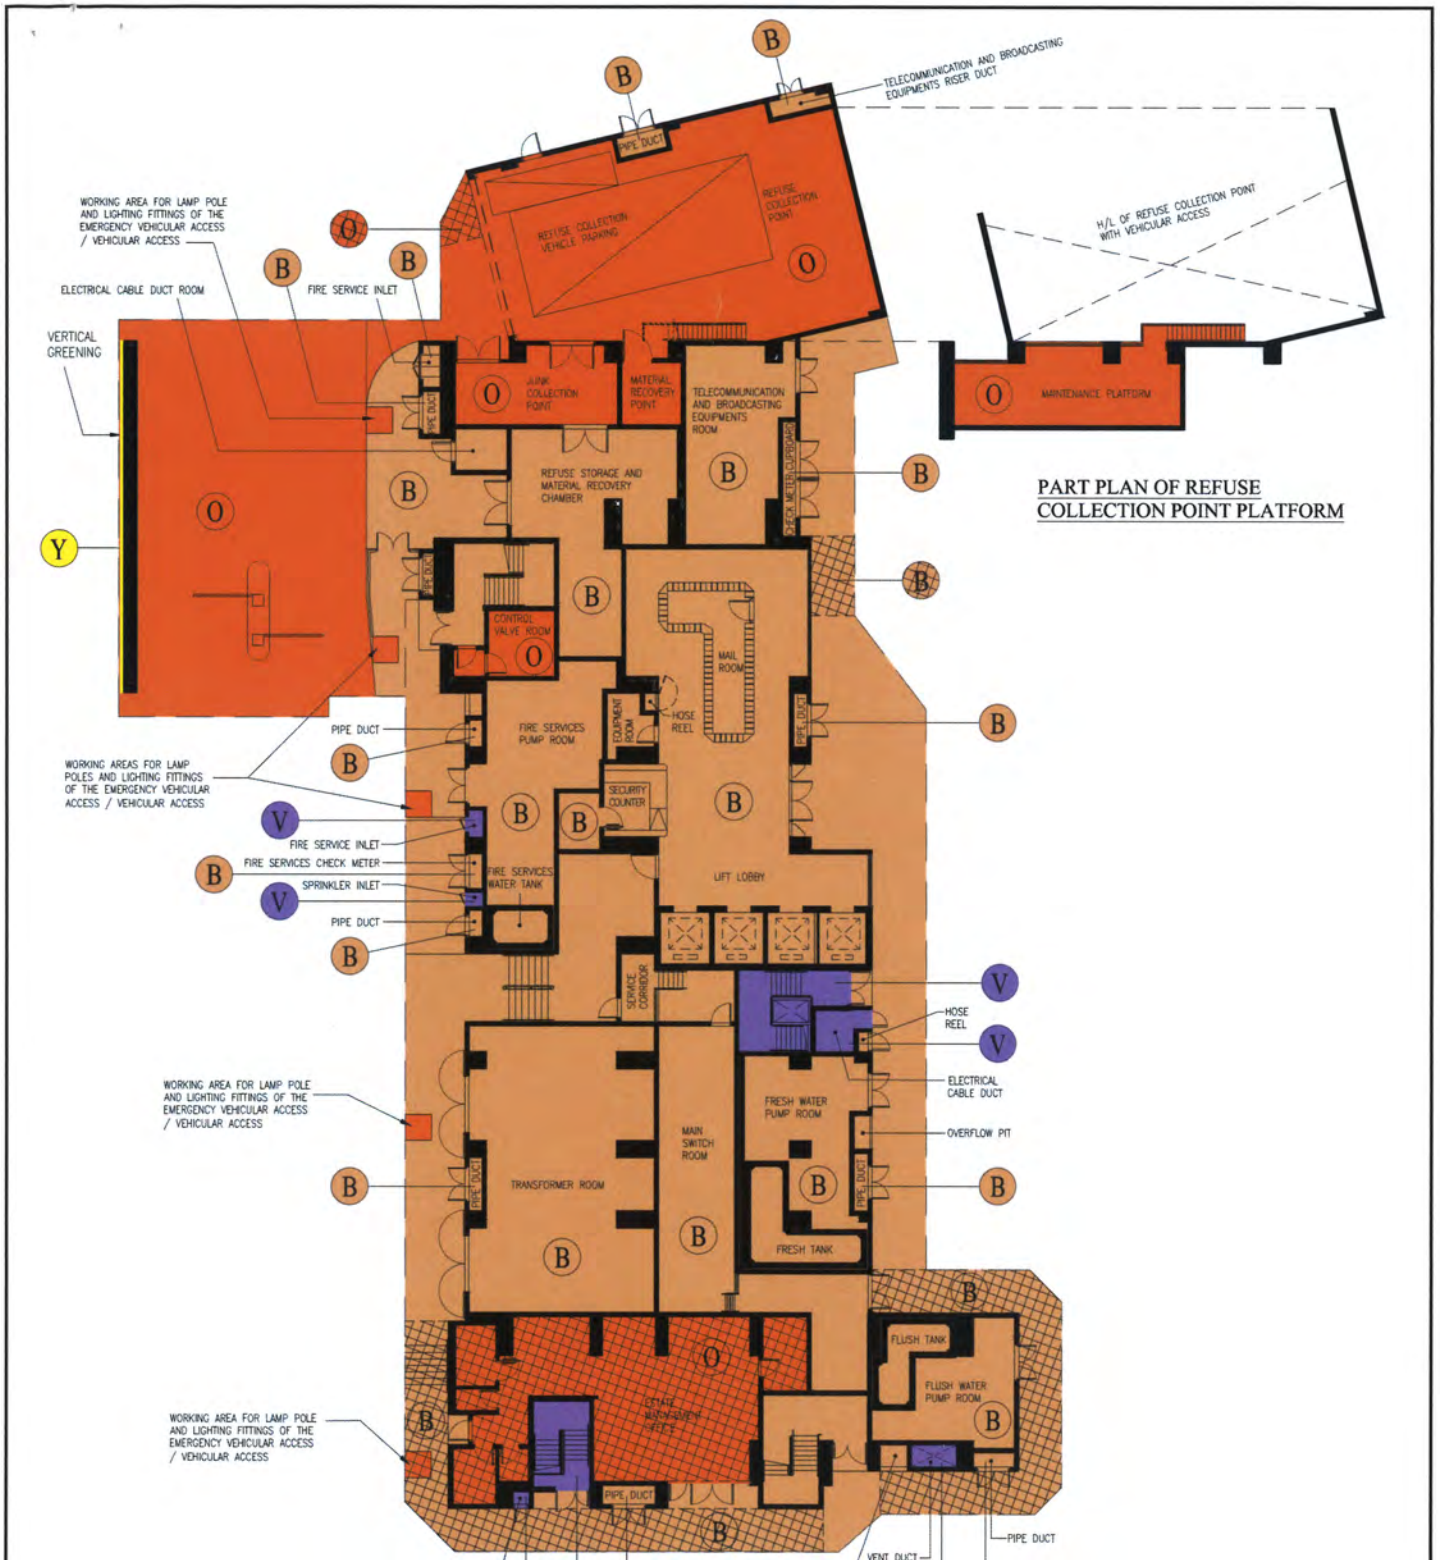 B
B
TELECOMMUNICATION AND BROADCASTING
EQUIPMENTS RISER DUCT
PIPE DUCT
REFUSE
COLLECTION
POINT
REFUSE COLLECTION
VEHICLE PARKING
O
H/L OF REFUSE COLLECTION POINT
WITH VEHICULAR ACCESS
WORKING AREA FOR LAMP POLE
AND LIGHTING FITTINGS OF THE
EMERGENCY VEHICULAR ACCESS
/ VEHICULAR ACCESS
O
B
B
ELECTRICAL CABLE DUCT ROOM
FIRE SERVICE INLET
VERTICAL
GREENING
O
JUNK
COLLECTION
POINT
MATERIAL
RECOVERY
POINT
TELECOMMUNICATION
AND BROADCASTING
EQUIPMENTS
ROOM
B
PIPE DUCT
CHECK METER CUPBOARD
B
O
MAINTENANCE PLATFORM
PART PLAN OF REFUSE
COLLECTION POINT PLATFORM
REFUSE STORAGE AND
MATERIAL RECOVERY
CHAMBER
B
O
Y
PIPE DUCT
B
B
CONTROL
VALVE ROOM
O
MAIL
ROOM
PIPE DUCT
FIRE SERVICES
PUMP ROOM
EQUIPMENT
ROOM
HOSE
REEL
PIPE DUCT
B
B
WORKING AREAS FOR LAMP
POLES AND LIGHTING FITTINGS
OF THE EMERGENCY VEHICULAR
ACCESS / VEHICULAR ACCESS
SECURITY
COUNTER
B
B
B
V
FIRE SERVICE INLET
FIRE SERVICES CHECK METER
B
SPRINKLER INLET
V
FIRE SERVICES
WATER TANK
LIFT LOBBY
PIPE DUCT
B
SERVICE
CORRIDOR
V
HOSE
REEL
V
ELECTRICAL
CABLE DUCT
WORKING AREA FOR LAMP POLE
AND LIGHTING FITTINGS OF THE
EMERGENCY VEHICULAR ACCESS
/ VEHICULAR ACCESS
FRESH WATER
PUMP ROOM
OVERFLOW PIT
MAIN
SWITCH
ROOM
B
PIPE DUCT
TRANSFORMER ROOM
B
PIPE DUCT
B
B
B
FRESH TANK
B
FLUSH TANK
O
FLUSH WATER
PUMP ROOM
B
ESTATE
MANAGEMENT
OFFICE
WORKING AREA FOR LAMP POLE
AND LIGHTING FITTINGS OF THE
EMERGENCY VEHICULAR ACCESS
/ VEHICULAR ACCESS
B
PIPE DUCT
B
PIPE DUCT
VENT DUCT